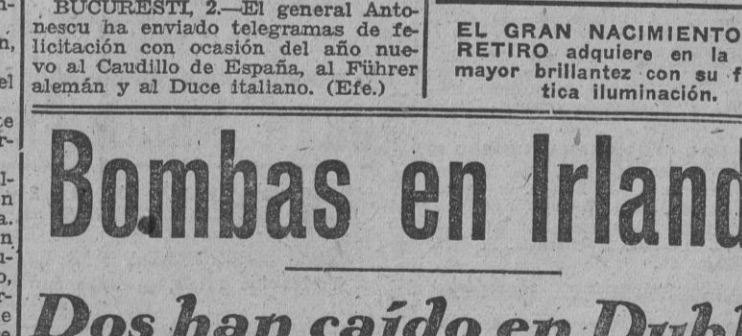 BUCURESTI, 2.—El general Anto-
nescu ha enviado telegramas de fe-
licitación con ocasión del año nue-
vo al Caudillo de España, al Führer
alemán y al Duce italiano. (Efe.)
EL GRAN NACIMIENTO
RETIRO adquiere en la
mayor brillantez con su f
tica iluminación.
Bombas en Irland
Dos han caído en Dubl